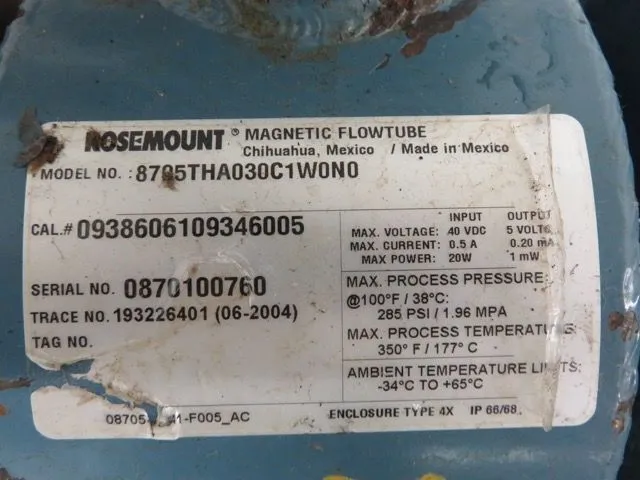 ROSEMOUNT® MAGNETIC FLOWTUBE
Chihuahua, Mexico / Made in Mexico
MODEL NO. : 8705THA030C1W0N0
CAL.# 0938606109346005
INPUT OUTPUT
MAX. VOLTAGE: 40 VDC 5 VOLTS
MAX. CURRENT: 0.5 A 0.20 mA
MAX. POWER: 20W 1 mW
SERIAL NO. 0870100760
TRACE NO. 193226401 (06-2004)
TAG NO.
MAX. PROCESS PRESSURE:
@100°F / 38°C:
285 PSI / 1.96 MPA
MAX. PROCESS TEMPERATURE:
350° F / 177° C
AMBIENT TEMPERATURE LIMITS:
-34°C TO +65°C
ENCLOSURE TYPE 4X IP 66/68